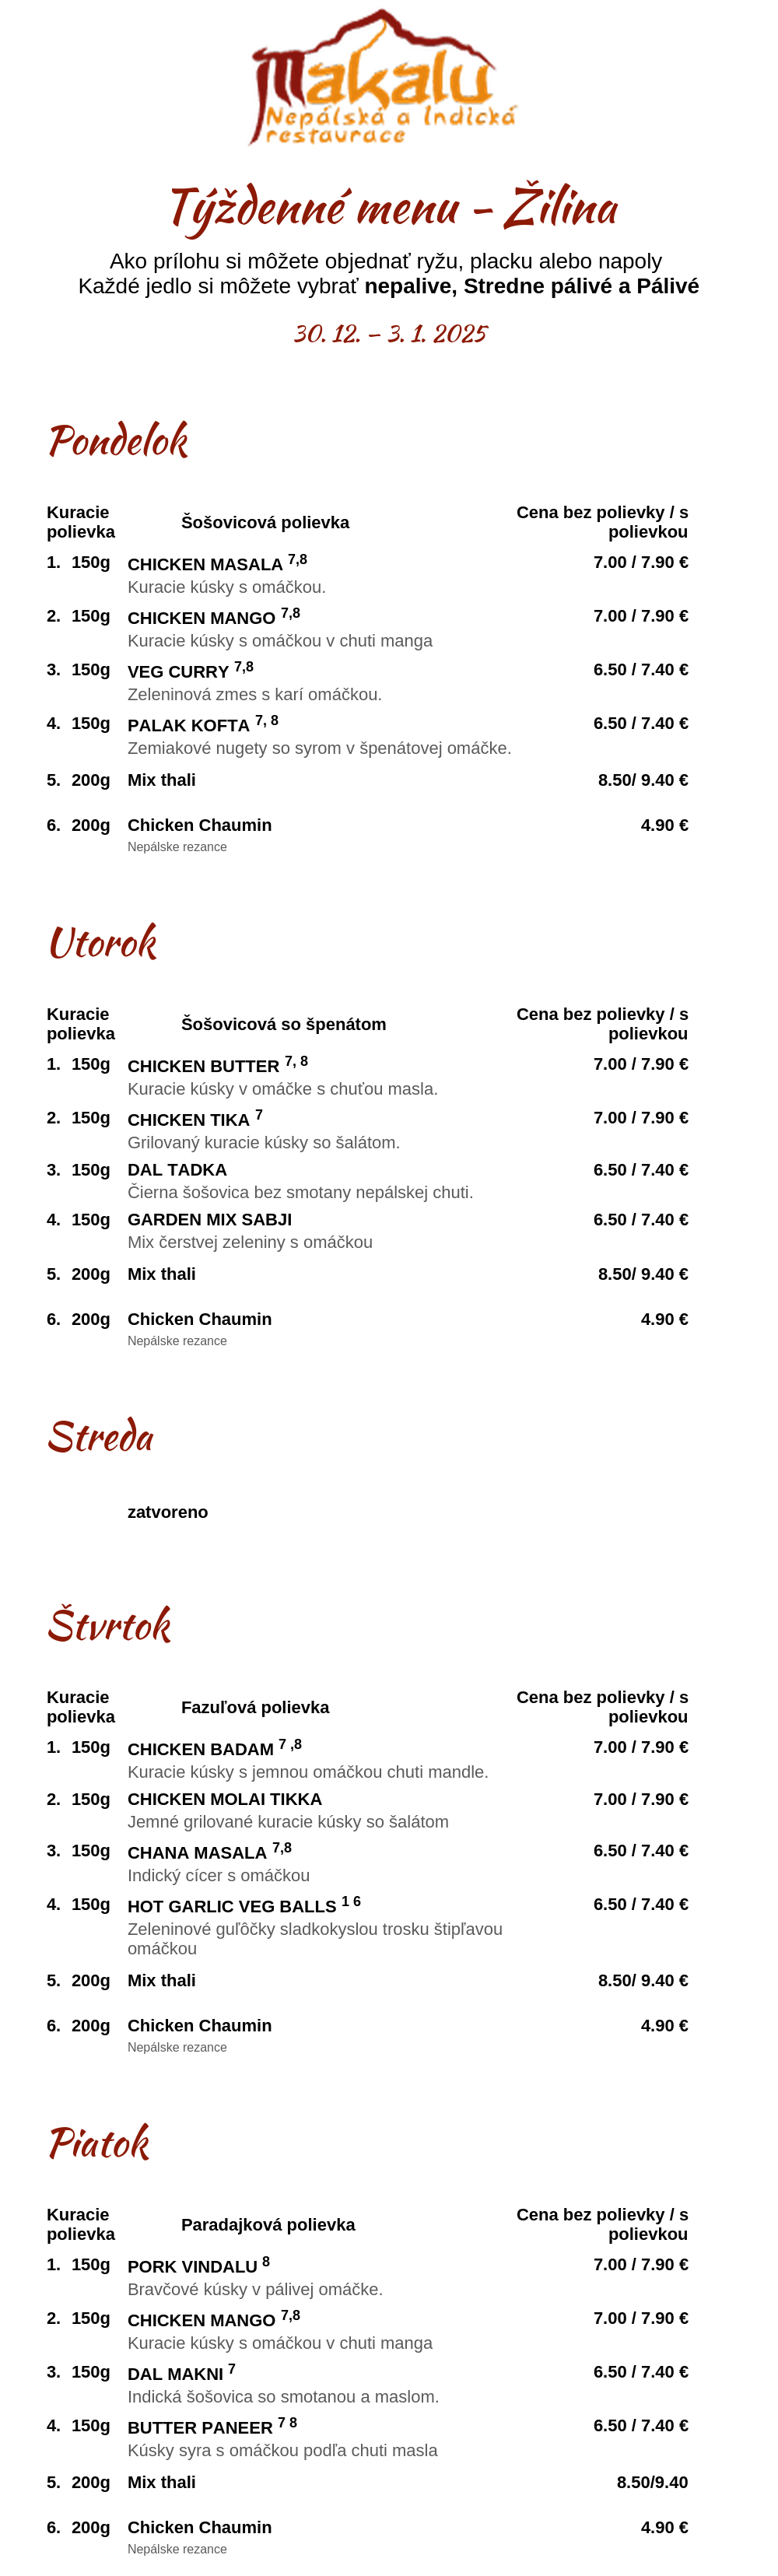 Makalu
Nepálská a Indická
restaurace
Týždenné menu - Žilina
Ako prílohu si môžete objednať ryžu, placku alebo napoly
Každé jedlo si môžete vybrať nepalive, Stredne pálivé a Pálivé
30. 12. – 3. 1. 2025
Pondelok
Kuracie polievka Šošovicová polievka Cena bez polievky / s polievkou
1. 150g CHICKEN MASALA 7,8 7.00 / 7.90 €
Kuracie kúsky s omáčkou.
2. 150g CHICKEN MANGO 7,8 7.00 / 7.90 €
Kuracie kúsky s omáčkou v chuti manga
3. 150g VEG CURRY 7,8 6.50 / 7.40 €
Zeleninová zmes s karí omáčkou.
4. 150g PALAK KOFTA 7, 8 6.50 / 7.40 €
Zemiakové nugety so syrom v špenátovej omáčke.
5. 200g Mix thali 8.50/ 9.40 €
6. 200g Chicken Chaumin 4.90 €
Nepálske rezance
Utorok
Kuracie polievka Šošovicová so špenátom Cena bez polievky / s polievkou
1. 150g CHICKEN BUTTER 7, 8 7.00 / 7.90 €
Kuracie kúsky v omáčke s chuťou masla.
2. 150g CHICKEN TIKA 7 7.00 / 7.90 €
Grilovaný kuracie kúsky so šalátom.
3. 150g DAL TADKA 6.50 / 7.40 €
Čierna šošovica bez smotany nepálskej chuti.
4. 150g GARDEN MIX SABJI 6.50 / 7.40 €
Mix čerstvej zeleniny s omáčkou
5. 200g Mix thali 8.50/ 9.40 €
6. 200g Chicken Chaumin 4.90 €
Nepálske rezance
Streda
zatvoreno
Štvrtok
Kuracie polievka Fazuľová polievka Cena bez polievky / s polievkou
1. 150g CHICKEN BADAM 7 ,8 7.00 / 7.90 €
Kuracie kúsky s jemnou omáčkou chuti mandle.
2. 150g CHICKEN MOLAI TIKKA 7.00 / 7.90 €
Jemné grilované kuracie kúsky so šalátom
3. 150g CHANA MASALA 7,8 6.50 / 7.40 €
Indický cícer s omáčkou
4. 150g HOT GARLIC VEG BALLS 1 6 6.50 / 7.40 €
Zeleninové guľôčky sladkokyslou trosku štipľavou
omáčkou
5. 200g Mix thali 8.50/ 9.40 €
6. 200g Chicken Chaumin 4.90 €
Nepálske rezance
Piatok
Kuracie polievka Paradajková polievka Cena bez polievky / s polievkou
1. 150g PORK VINDALU 8 7.00 / 7.90 €
Bravčové kúsky v pálivej omáčke.
2. 150g CHICKEN MANGO 7,8 7.00 / 7.90 €
Kuracie kúsky s omáčkou v chuti manga
3. 150g DAL MAKNI 7 6.50 / 7.40 €
Indická šošovica so smotanou a maslom.
4. 150g BUTTER PANEER 7 8 6.50 / 7.40 €
Kúsky syra s omáčkou podľa chuti masla
5. 200g Mix thali 8.50/9.40
6. 200g Chicken Chaumin 4.90 €
Nepálske rezance